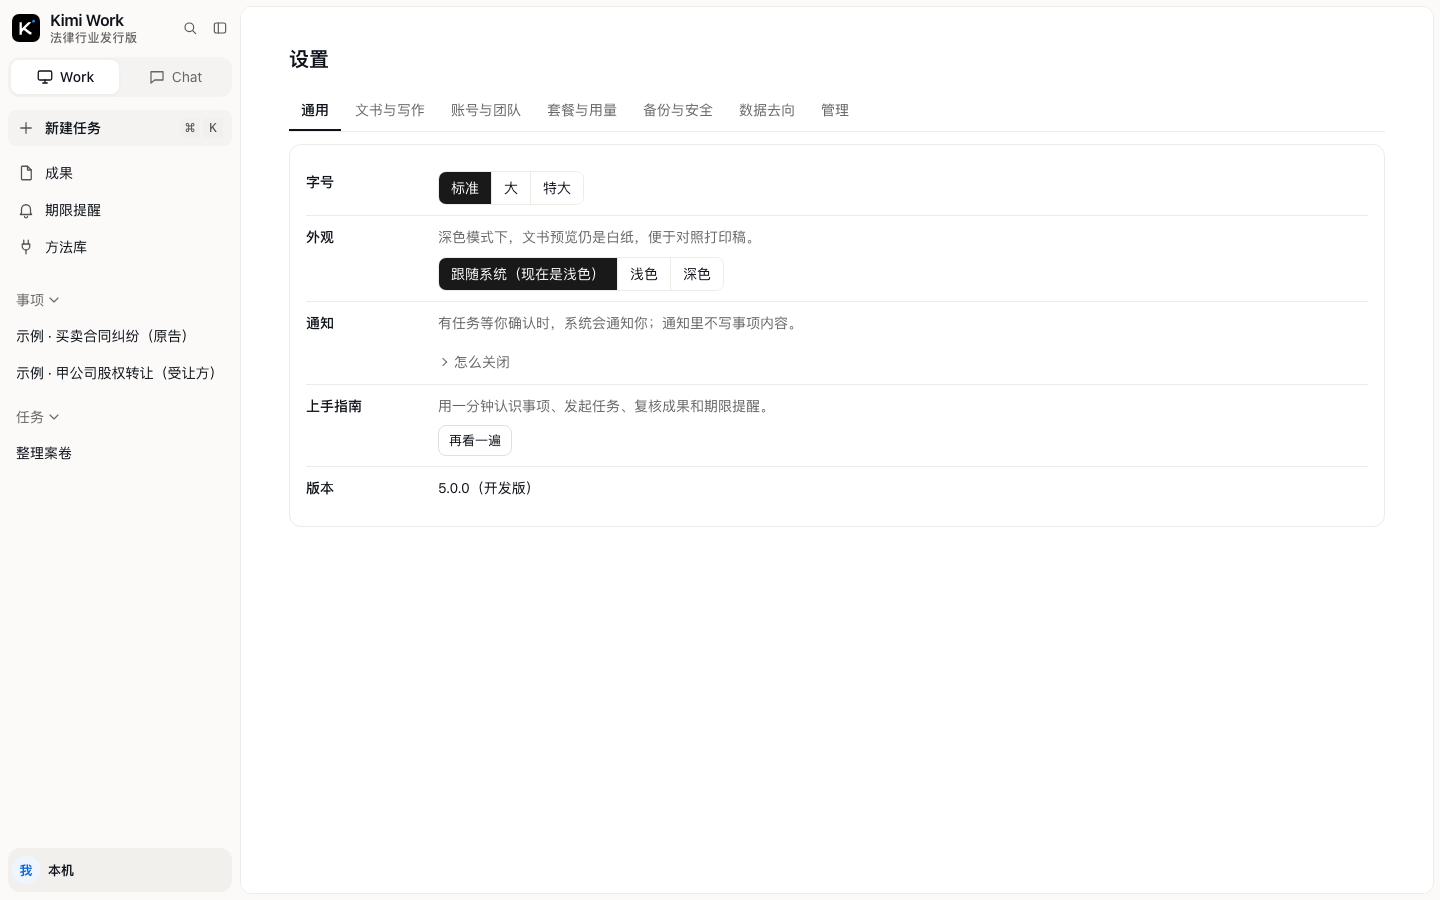 Kimi Work
法律行业发行版
Work
Chat
新建任务
⌘ K
成果
期限提醒
方法库
事项
示例 · 买卖合同纠纷（原告）
示例 · 甲公司股权转让（受让方）
任务
整理案卷
我
本机
设置
通用
文书与写作
账号与团队
套餐与用量
备份与安全
数据去向
管理
字号
标准
大
特大
外观
深色模式下，文书预览仍是白纸，便于对照打印稿。
跟随系统（现在是浅色）
浅色
深色
通知
有任务等你确认时，系统会通知你；通知里不写事项内容。
怎么关闭
上手指南
用一分钟认识事项、发起任务、复核成果和期限提醒。
再看一遍
版本
5.0.0（开发版）